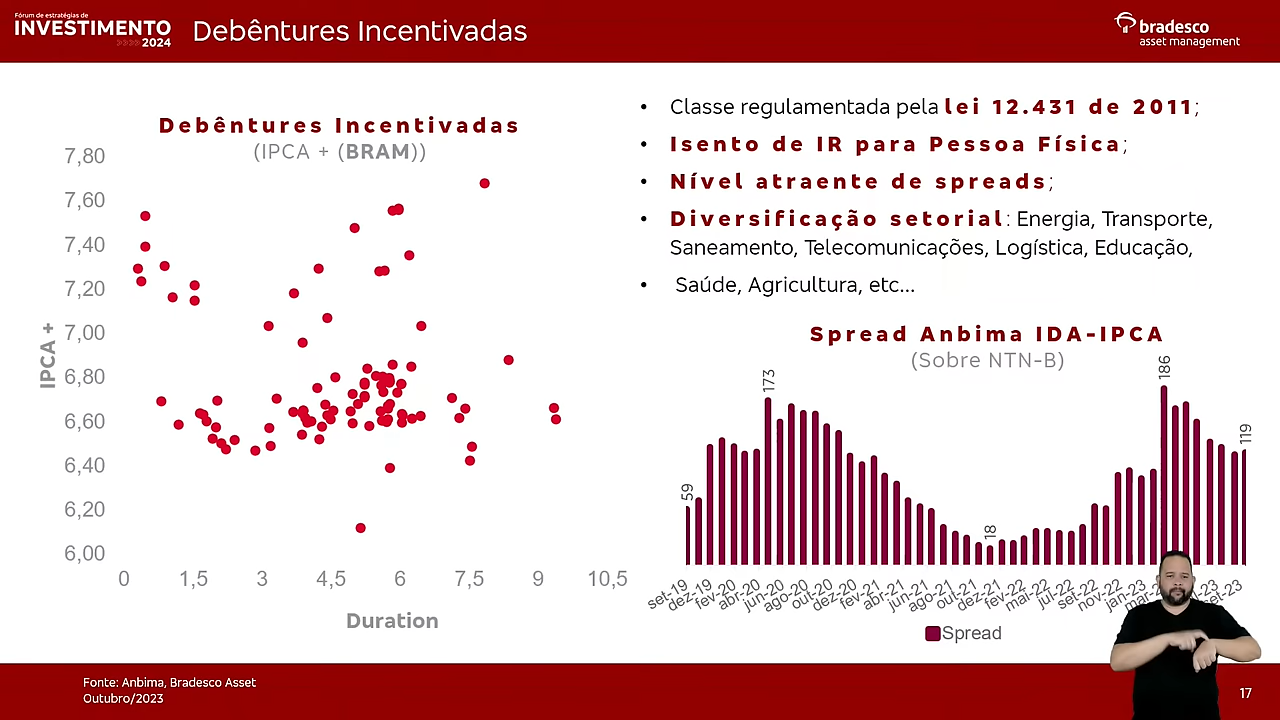 Fórum de estratégias de
INVESTIMENTO
>>>> 2024
Debêntures Incentivadas
bradesco
asset management
Debêntures Incentivadas
(IPCA + (BRAM))
7,80
7,60
7,40
7,20
7,00
6,80
6,60
6,40
6,20
6,00
IPCA +
0 1,5 3 4,5 6 7,5 9 10,5
Duration
• Classe regulamentada pela lei 12.431 de 2011;
• Isento de IR para Pessoa Física;
• Nível atraente de spreads;
• Diversificação setorial: Energia, Transporte,
Saneamento, Telecomunicações, Logística, Educação,
• Saúde, Agricultura, etc...
Spread Anbima IDA-IPCA
(Sobre NTN-B)
59
173
18
186
119
set-19 dez-19 fev-20 abr-20 jun-20 ago-20 out-20 dez-20 fev-21 abr-21 jun-21 ago-21 out-21 dez-21 fev-22 mar-22 jul-22 set-22 nov-22 jan-23 set-23
Spread
Fonte: Anbima, Bradesco Asset
Outubro/2023
17